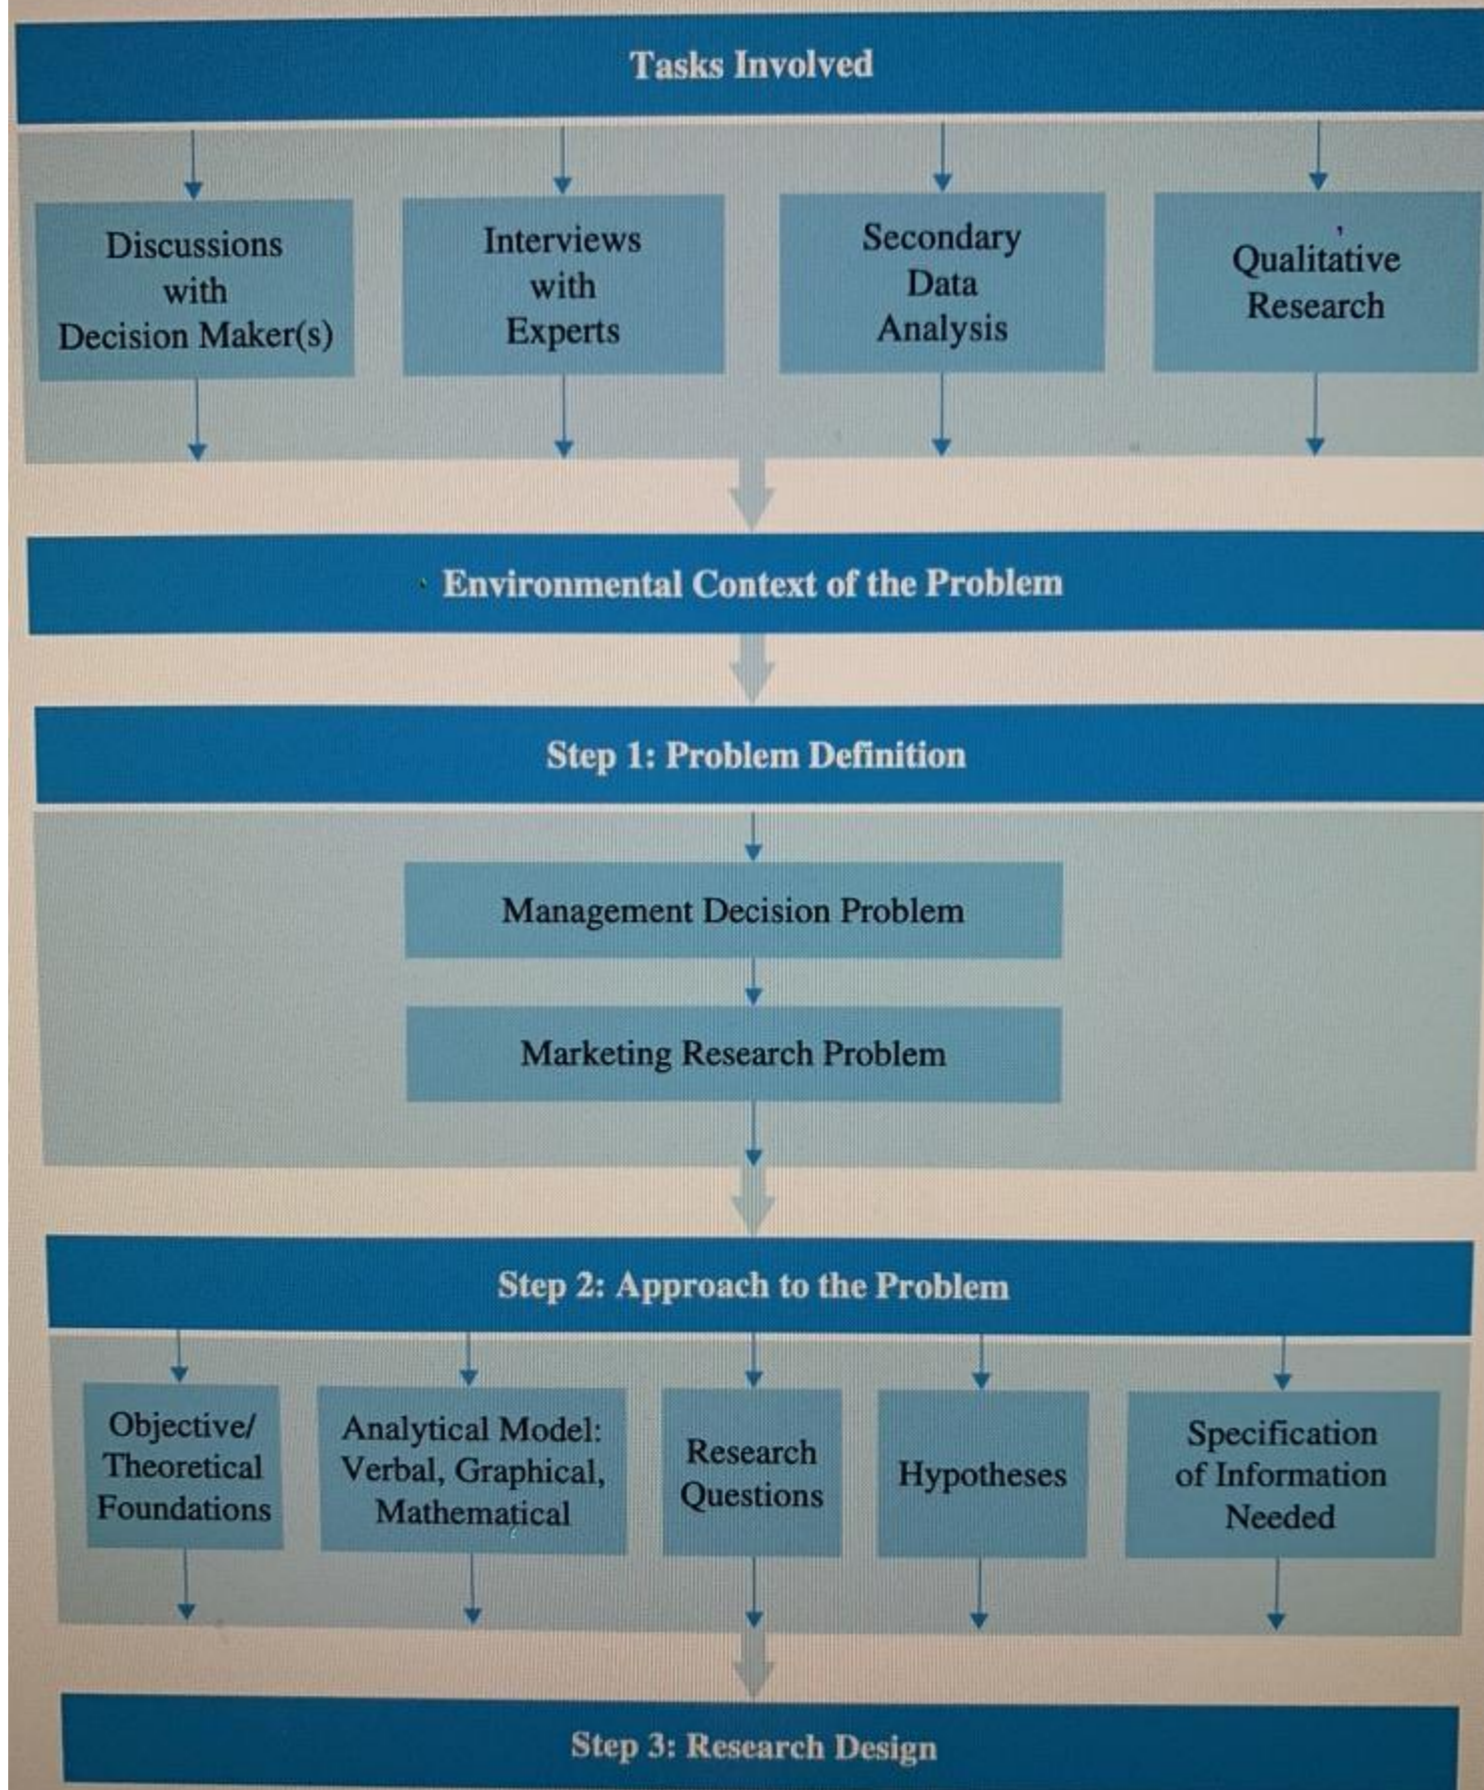 Tasks Involved
Discussions
with
Decision Maker(s)
Interviews
with
Experts
Secondary
Data
Analysis
Qualitative
Research
Environmental Context of the Problem
Step 1: Problem Definition
Management Decision Problem
Marketing Research Problem
Step 2: Approach to the Problem
Objective/
Theoretical
Foundations
Analytical Model:
Verbal, Graphical,
Mathematical
Research
Questions
Hypotheses
Specification
of Information
Needed
Step 3: Research Design